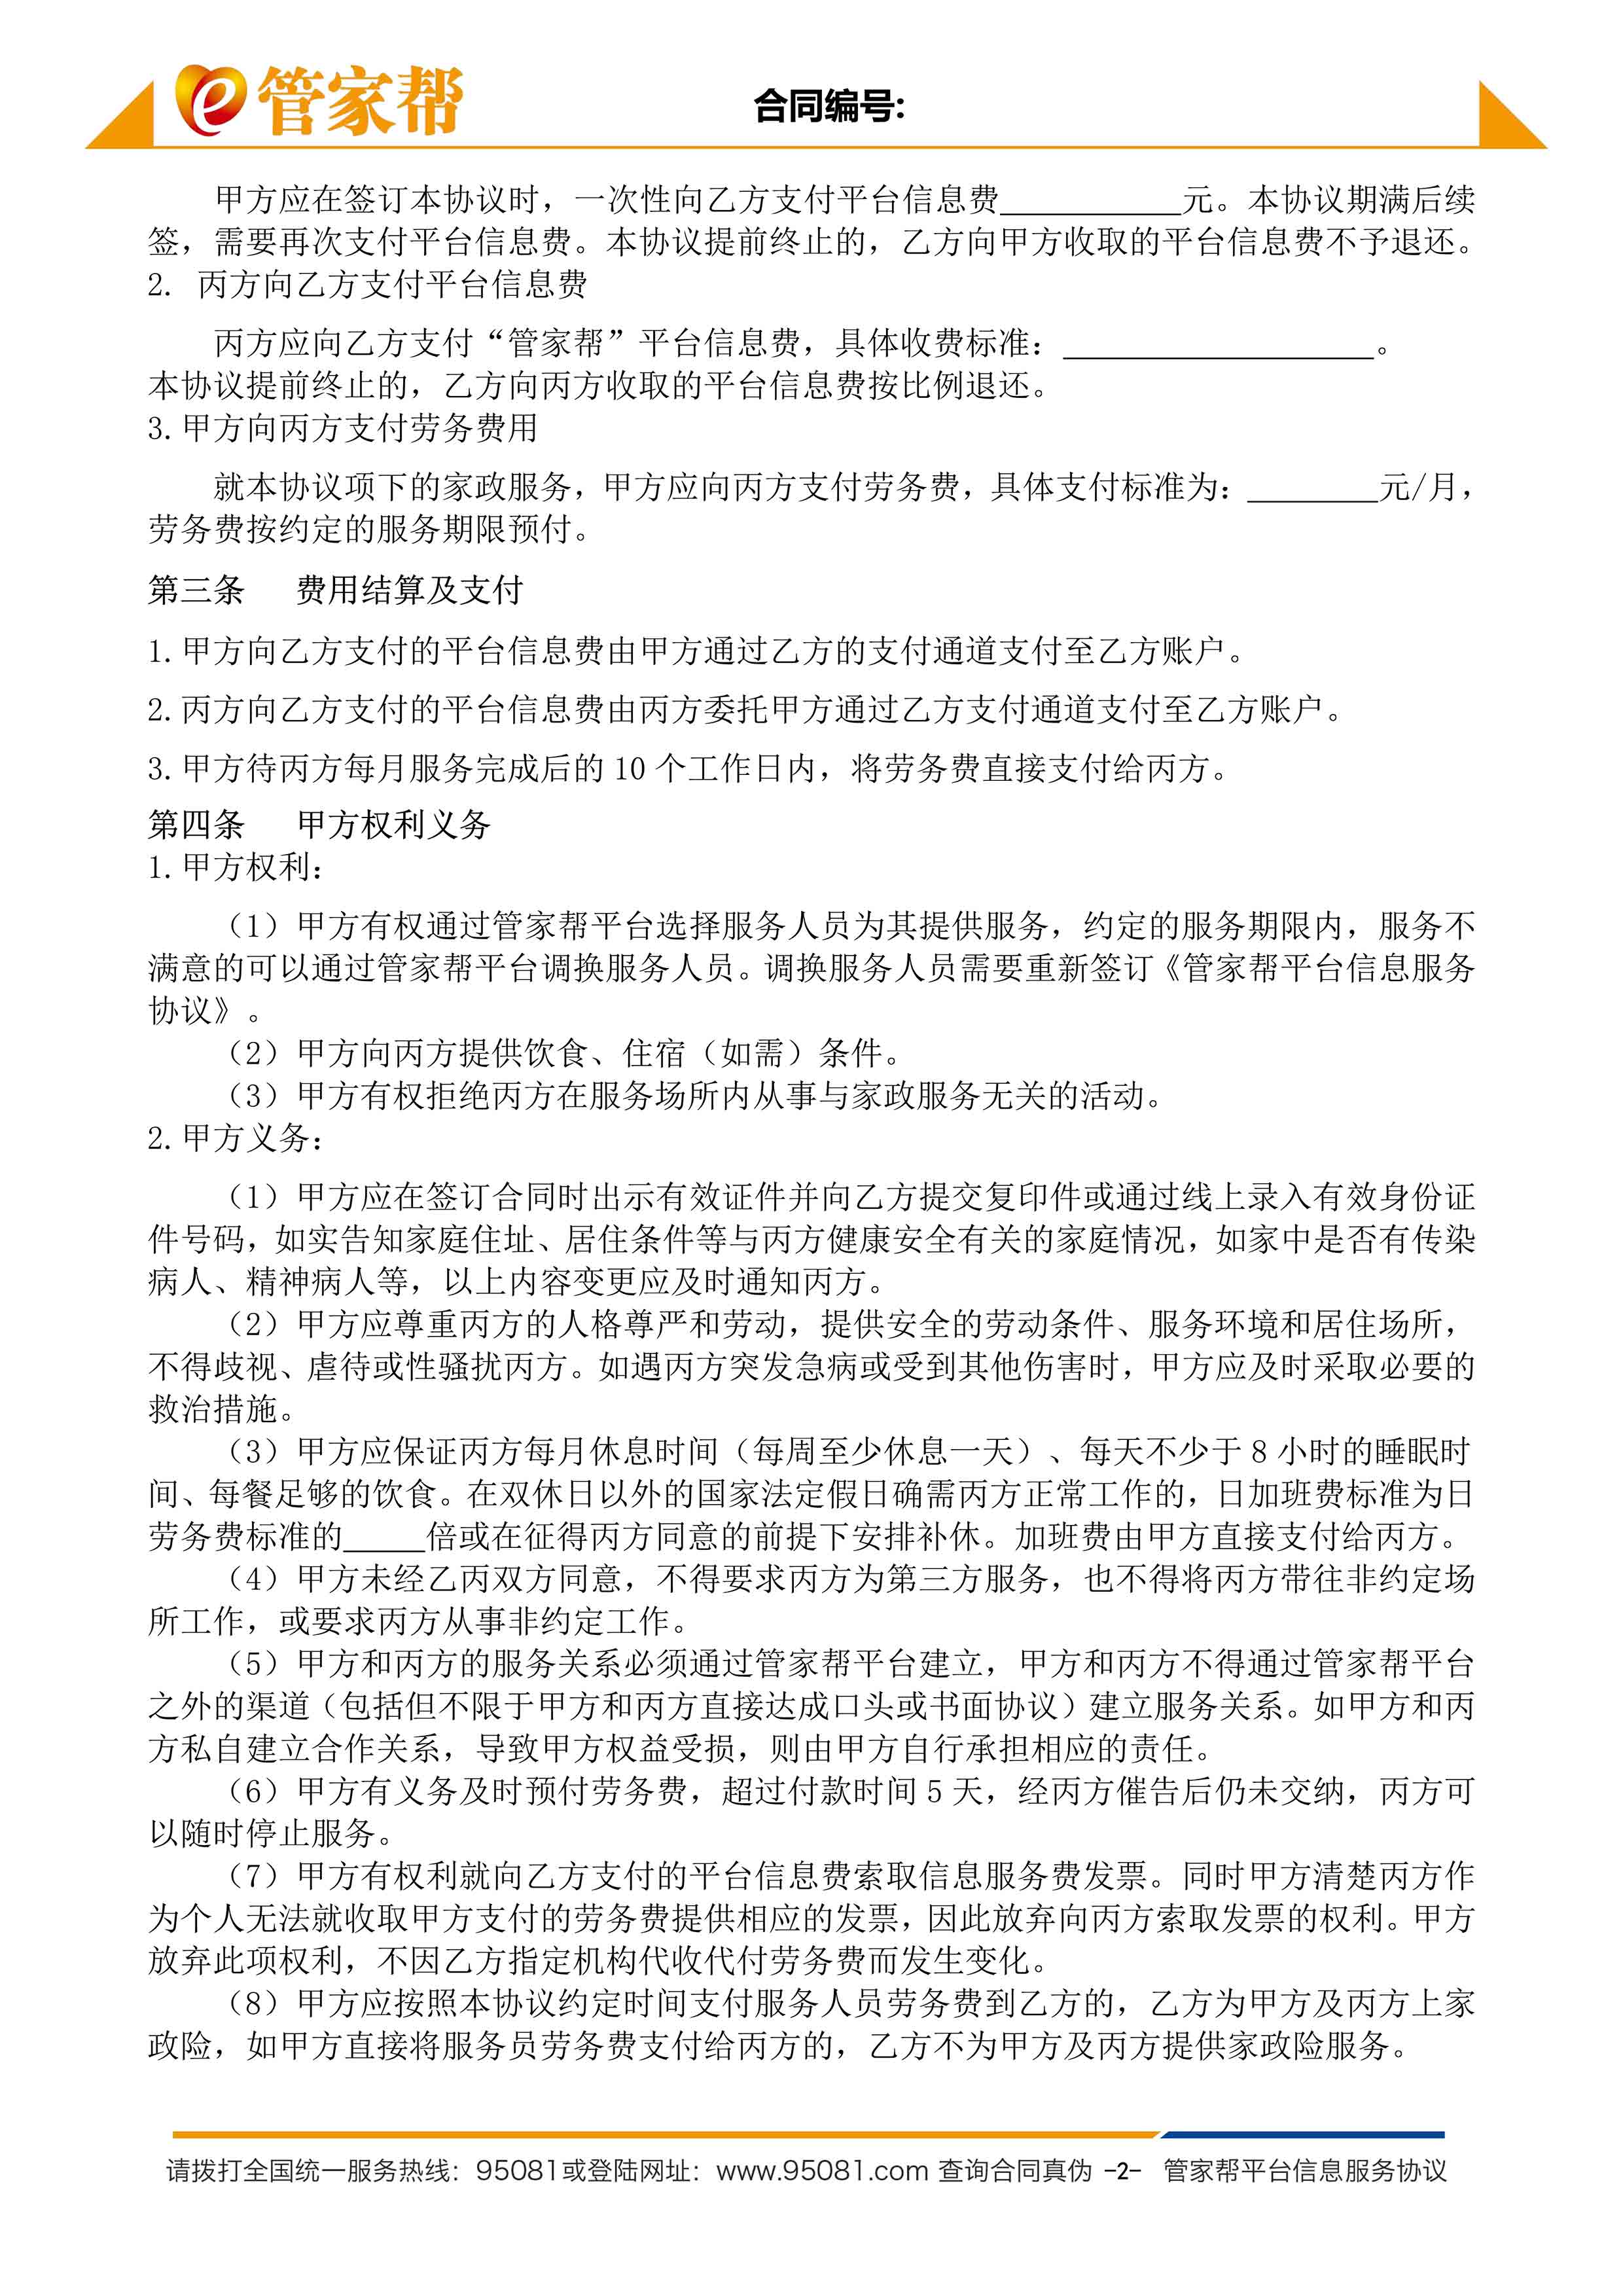 管家帮
合同编号:
甲方应在签订本协议时，一次性向乙方支付平台信息费___________元。本协议期满后续
签，需要再次支付平台信息费。本协议提前终止的，乙方向甲方收取的平台信息费不予退还。
2. 丙方向乙方支付平台信息费
丙方应向乙方支付“管家帮”平台信息费，具体收费标准：___________________。
本协议提前终止的，乙方向丙方收取的平台信息费按比例退还。
3.甲方向丙方支付劳务费用
就本协议项下的家政服务，甲方应向丙方支付劳务费，具体支付标准为：________元/月，
劳务费按约定的服务期限预付。
第三条 费用结算及支付
1.甲方向乙方支付的平台信息费由甲方通过乙方的支付通道支付至乙方账户。
2.丙方向乙方支付的平台信息费由丙方委托甲方通过乙方支付通道支付至乙方账户。
3.甲方待丙方每月服务完成后的 10 个工作日内，将劳务费直接支付给丙方。
第四条 甲方权利义务
1.甲方权利：
（1）甲方有权通过管家帮平台选择服务人员为其提供服务，约定的服务期限内，服务不
满意的可以通过管家帮平台调换服务人员。调换服务人员需要重新签订《管家帮平台信息服务
协议》。
（2）甲方向丙方提供饮食、住宿（如需）条件。
（3）甲方有权拒绝丙方在服务场所内从事与家政服务无关的活动。
2.甲方义务：
（1）甲方应在签订合同时出示有效证件并向乙方提交复印件或通过线上录入有效身份证
件号码，如实告知家庭住址、居住条件等与丙方健康安全有关的家庭情况，如家中是否有传染
病人、精神病人等，以上内容变更应及时通知丙方。
（2）甲方应尊重丙方的人格尊严和劳动，提供安全的劳动条件、服务环境和居住场所，
不得歧视、虐待或性骚扰丙方。如遇丙方突发急病或受到其他伤害时，甲方应及时采取必要的
救治措施。
（3）甲方应保证丙方每月休息时间（每周至少休息一天）、每天不少于 8 小时的睡眠时
间、每餐足够的饮食。在双休日以外的国家法定假日确需丙方正常工作的，日加班费标准为日
劳务费标准的_____倍或在征得丙方同意的前提下安排补休。加班费由甲方直接支付给丙方。
（4）甲方未经乙丙双方同意，不得要求丙方为第三方服务，也不得将丙方带往非约定场
所工作，或要求丙方从事非约定工作。
（5）甲方和丙方的服务关系必须通过管家帮平台建立，甲方和丙方不得通过管家帮平台
之外的渠道（包括但不限于甲方和丙方直接达成口头或书面协议）建立服务关系。如甲方和丙
方私自建立合作关系，导致甲方权益受损，则由甲方自行承担相应的责任。
（6）甲方有义务及时预付劳务费，超过付款时间 5 天，经丙方催告后仍未交纳，丙方可
以随时停止服务。
（7）甲方有权利就向乙方支付的平台信息费索取信息服务费发票。同时甲方清楚丙方作
为个人无法就收取甲方支付的劳务费提供相应的发票，因此放弃向丙方索取发票的权利。甲方
放弃此项权利，不因乙方指定机构代收代付劳务费而发生变化。
（8）甲方应按照本协议约定时间支付服务人员劳务费到乙方的，乙方为甲方及丙方上家
政险，如甲方直接将服务员劳务费支付给丙方的，乙方不为甲方及丙方提供家政险服务。
请拨打全国统一服务热线：95081或登陆网址：www.95081.com 查询合同真伪 -2- 管家帮平台信息服务协议